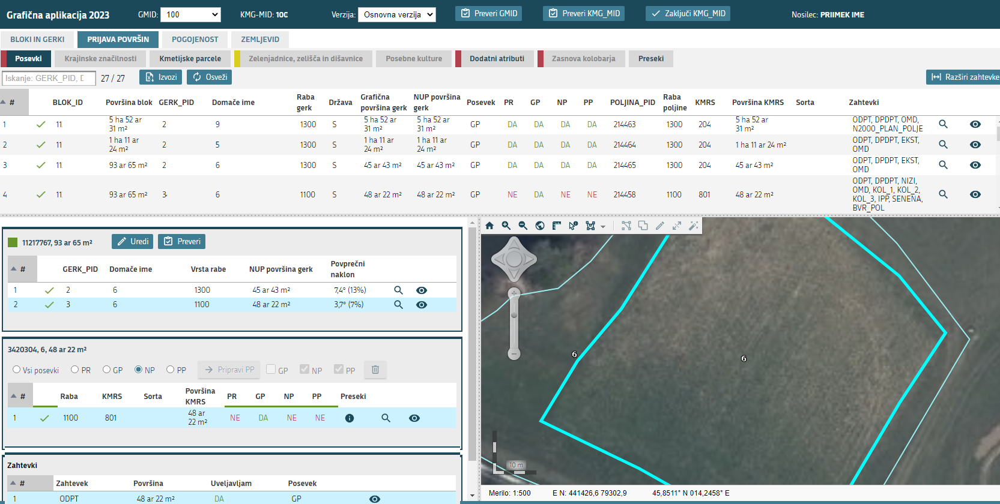 Grafična aplikacija 2023 GMID: 100 KMG-MID: 100 Verzija: Osnovna verzija Preveri GMID Preveri KMG_MID Zaključi KMG_MID Nosilec: PRIIMEK IME
BLOKI IN GERKI PRIJAVA POVRŠIN POGOJENOST ZEMLJEVID
Posevki Krajinske značilnosti Kmetijske parcele Zelenjadnice, zelišča in dišavnice Posebne kulture Dodatni atributi Zasnova kolobarja Preseki
Iskanje: GERK_PID, D 27 / 27 Izvozi Osveži Razširi zahtevke
# BLOK_ID Površina blok GERK_PID Domače ime Raba gerk Država Grafična površina gerk NUP površina gerk Posevek PR GP NP PP POLJINA_PID Raba poljine KMRS Površina KMRS Sorta Zahtevki
1 11 5 ha 52 ar 31 m² 2 9 1300 S 5 ha 52 ar 31 m² 5 ha 52 ar 31 m² GP DA DA DA DA 214463 1300 204 5 ha 52 ar 31 m² ODPT, DPDPT, OMD, N2000_PLAN_POLJE
2 11 1 ha 11 ar 24 m² 2 5 1300 S 1 ha 11 ar 24 m² 1 ha 11 ar 24 m² GP DA DA DA DA 214464 1300 204 1 ha 11 ar 24 m² ODPT, DPDPT, EKST, OMD
3 11 93 ar 65 m² 2 6 1300 S 45 ar 43 m² 45 ar 43 m² GP DA DA DA DA 214465 1300 204 45 ar 43 m² ODPT, DPDPT, EKST, OMD
4 11 93 ar 65 m² 3 6 1100 S 48 ar 22 m² 48 ar 22 m² GP NE DA NE NE 214458 1100 801 48 ar 22 m² ODPT, DPDPT, NIZI, OMD, KOL_1, KOL_2, KOL_3, IPP, SENENA, BVR_POL
11217767, 93 ar 65 m² Uredi Preveri
# GERK_PID Domače ime Vrsta rabe NUP površina gerk Povprečni naklon
1 2 6 1300 45 ar 43 m² 7,4° (13%)
2 3 6 1100 48 ar 22 m² 3,7° (7%)
3420304, 6, 48 ar 22 m²
Vsi posevki PR GP NP PP Pripravi PP GP NP PP
# Raba KMRS Sorta Površina KMRS PR GP NP PP Preseki
1 1100 801 48 ar 22 m² NE DA NE NE
Zahtevki
# Zahtevek Površina Uveljavljam Posevek
1 ODPT 48 ar 22 m² DA GP
6
6
10 m
Merilo: 1:500 E N: 441426,6 79302,9 45,8511° N 014,2458° E